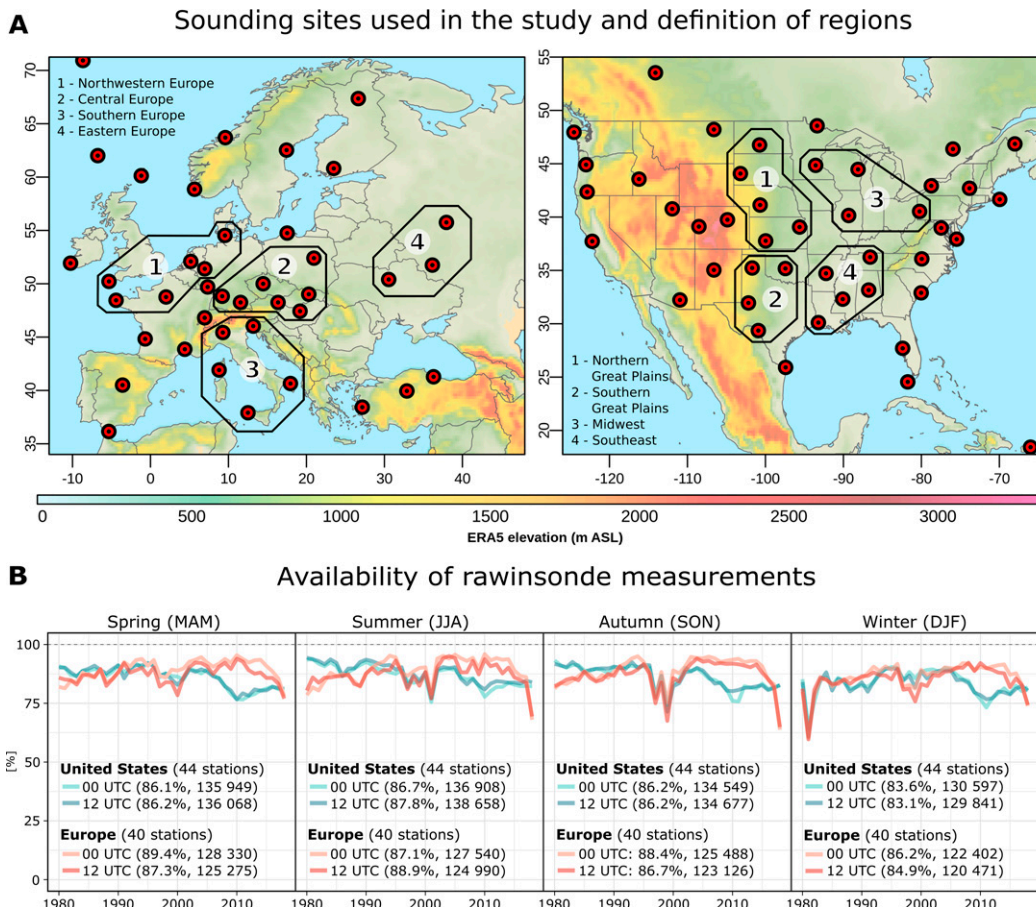 Sounding sites used in the study and definition of regions
A
1 - Northwestern Europe
2 - Central Europe
3 - Southern Europe
4 - Eastern Europe
70
65
60
55
50
45
40
35
1
2
3
4
-10 0 10 20 30 40
55
50
45
40
35
30
25
20
1
2
3
4
1 - Northern
Great Plains
2 - Southern
Great Plains
3 - Midwest
4 - Southeast
-120 -110 -100 -90 -80 -70
0 500 1000 1500 2000 2500 3000
ERA5 elevation (m ASL)
B
Availability of rawinsonde measurements
Spring (MAM) Summer (JJA) Autumn (SON) Winter (DJF)
100
75
50
25
0
[%]
United States (44 stations)
00 UTC (86.1%, 135 949)
12 UTC (86.2%, 136 068)
Europe (40 stations)
00 UTC (89.4%, 128 330)
12 UTC (87.3%, 125 275)
United States (44 stations)
00 UTC (86.7%, 136 908)
12 UTC (87.8%, 138 658)
Europe (40 stations)
00 UTC (87.1%, 127 540)
12 UTC (88.9%, 124 990)
United States (44 stations)
00 UTC (86.2%, 134 549)
12 UTC (86.2%, 134 677)
Europe (40 stations)
00 UTC: 88.4%, 125 488)
12 UTC: 86.7%, 123 126)
United States (44 stations)
00 UTC (83.6%, 130 597)
12 UTC (83.1%, 129 841)
Europe (40 stations)
00 UTC (86.2%, 122 402)
12 UTC (84.9%, 120 471)
1980 1990 2000 2010 1980 1990 2000 2010 1980 1990 2000 2010 1980 1990 2000 2010